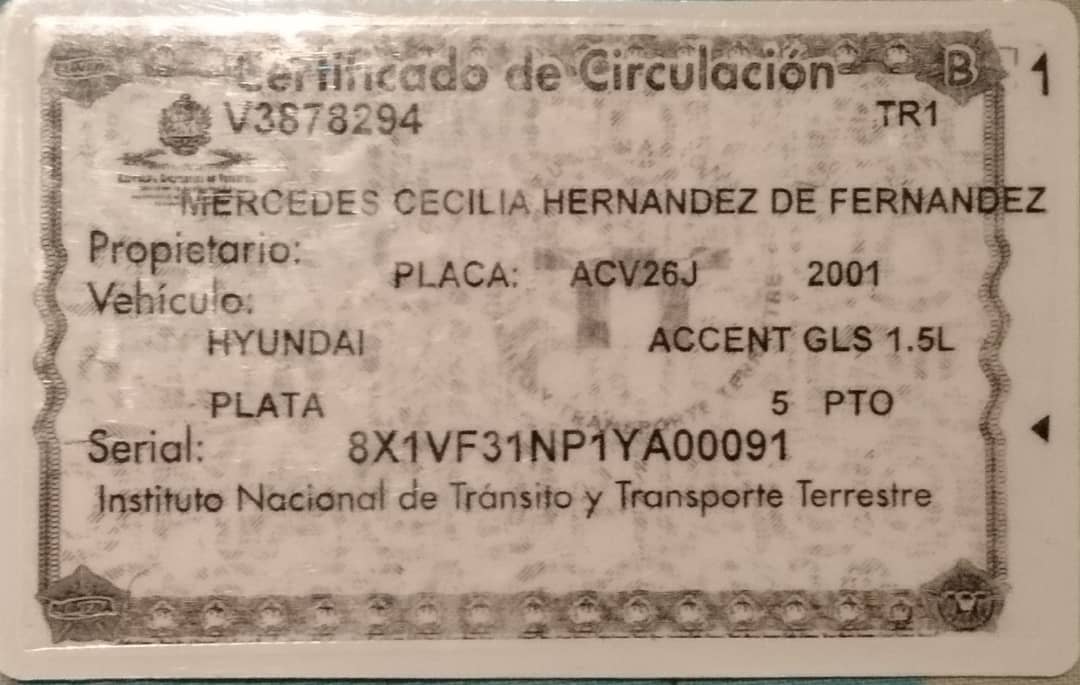 Certificado de Circulación B 1
V3878294 TR1
MERCEDES CECILIA HERNANDEZ DE FERNANDEZ
Propietario:
PLACA: ACV26J 2001
Vehículo:
HYUNDAI ACCENT GLS 1.5L
PLATA 5 PTO
Serial: 8X1VF31NP1YA00091
Instituto Nacional de Tránsito y Transporte Terrestre